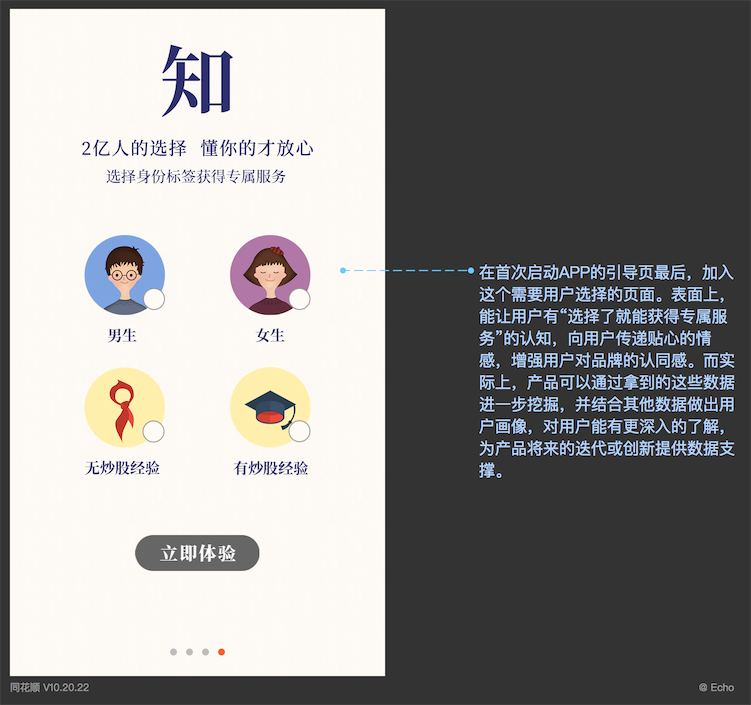 知
2亿人的选择 懂你的才放心
选择身份标签获得专属服务
男生
女生
无炒股经验
有炒股经验
立即体验
在首次启动APP的引导页最后，加入
这个需要用户选择的页面。表面上，
能让用户有“选择了就能获得专属服
务”的认知，向用户传递贴心的情
感，增强用户对品牌的认同感。而实
际上，产品可以通过拿到的这些数据
进一步挖掘，并结合其他数据做出用
户画像，对用户能有更深入的了解，
为产品将来的迭代或创新提供数据支
撑。
同花顺 V10.20.22
@ Echo